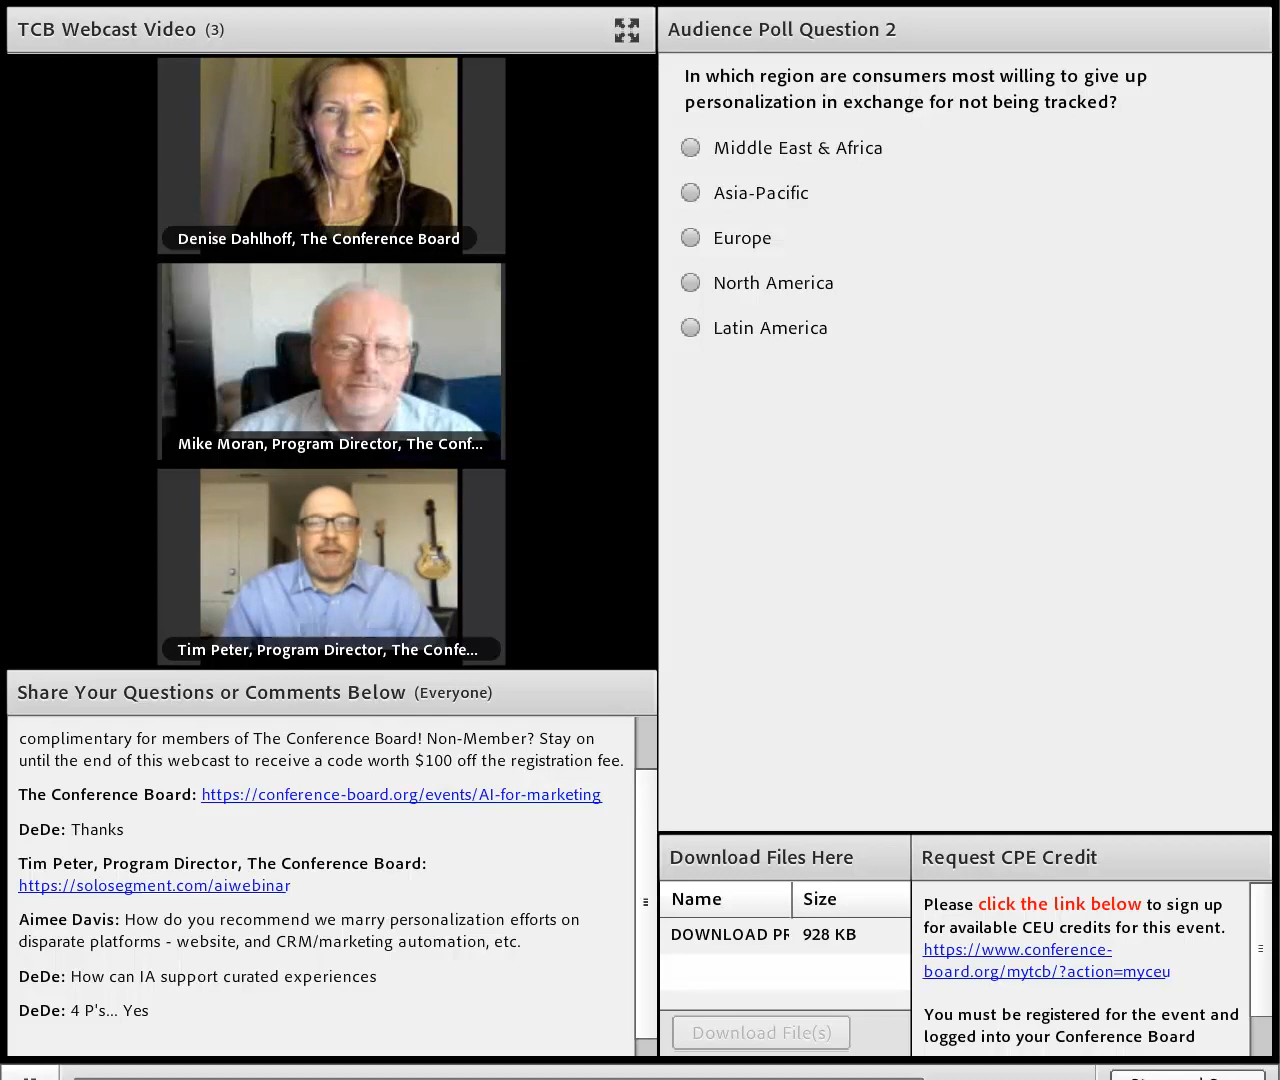 TCB Webcast Video (3)
Denise Dahlhoff, The Conference Board
Mike Moran, Program Director, The Conf...
Tim Peter, Program Director, The Confe...
Share Your Questions or Comments Below (Everyone)
complimentary for members of The Conference Board! Non-Member? Stay on
until the end of this webcast to receive a code worth $100 off the registration fee.
The Conference Board: https://conference-board.org/events/AI-for-marketing
DeDe: Thanks
Tim Peter, Program Director, The Conference Board:
https://solosegment.com/aiwebinar
Aimee Davis: How do you recommend we marry personalization efforts on
disparate platforms - website, and CRM/marketing automation, etc.
DeDe: How can IA support curated experiences
DeDe: 4 P's... Yes
Audience Poll Question 2
In which region are consumers most willing to give up
personalization in exchange for not being tracked?
Middle East & Africa
Asia-Pacific
Europe
North America
Latin America
Download Files Here
Name Size
DOWNLOAD PR 928 KB
Download File(s)
Request CPE Credit
Please click the link below to sign up
for available CEU credits for this event.
https://www.conference-
board.org/mytcb/?action=myceu
You must be registered for the event and
logged into your Conference Board